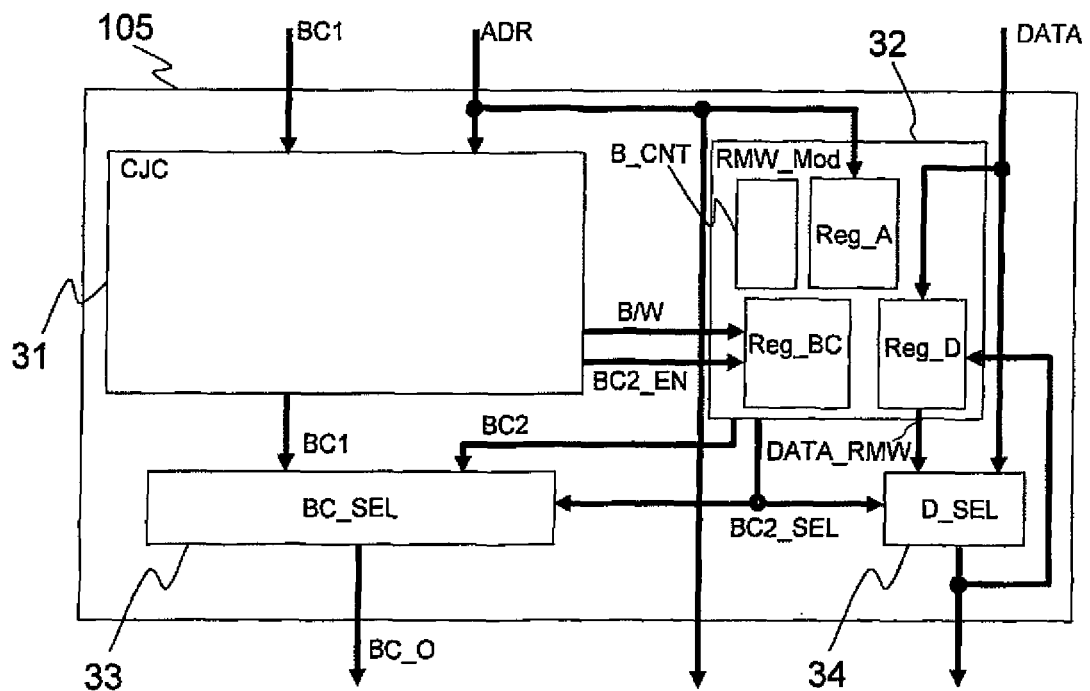 105
BC1
ADR
DATA
32
CJC
RMW_Mod
B_CNT
Reg_A
31
B/W
BC2_EN
Reg_BC
Reg_D
BC1
BC2
DATA_RMW
BC_SEL
BC2_SEL
D_SEL
33
BC_O
34